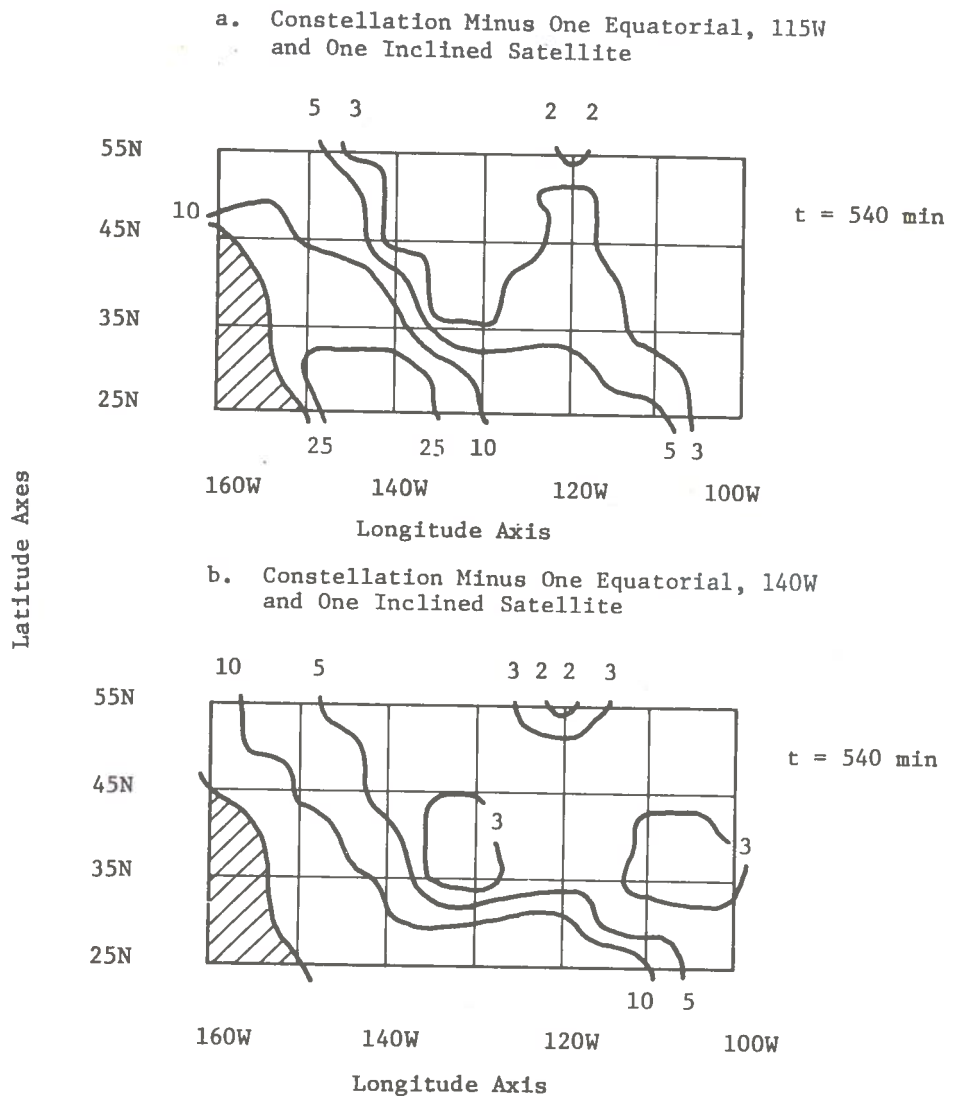 a. Constellation Minus One Equatorial, 115W
and One Inclined Satellite
5 3 2 2
55N
10
45N
t = 540 min
35N
25N
25 25 10 5 3
160W 140W 120W 100W
Longitude Axis
Latitude Axes
b. Constellation Minus One Equatorial, 140W
and One Inclined Satellite
10 5 3 2 2 3
55N
t = 540 min
45N
3
3
35N
25N
10 5
160W 140W 120W 100W
Longitude Axis